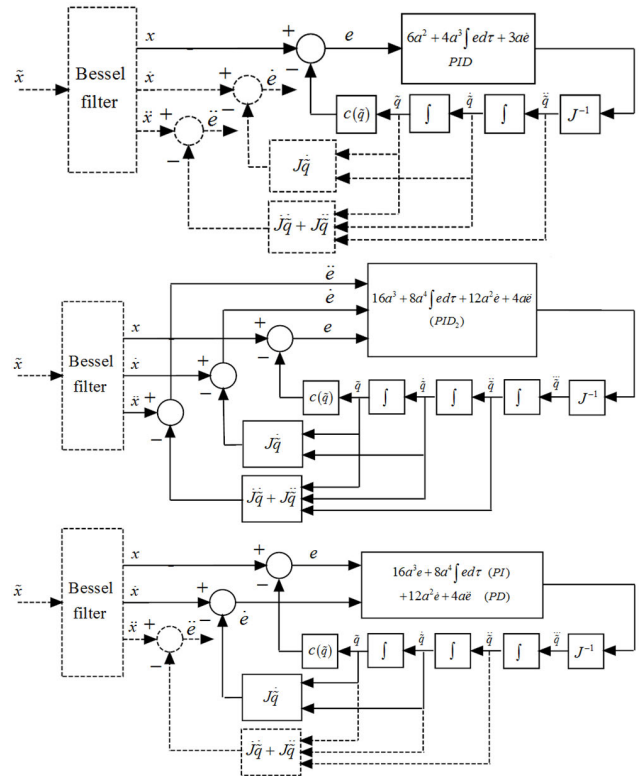 x
e
6a² + 4a³∫edτ + 3aė
PID
x̃
Bessel
filter
ẋ
ė
ẍ
ë
+
−
+
−
+
−
c(q̃)
q̃
∫
q̃̇
∫
q̃̈
J⁻¹
Jq̃̇
J̇q̃̇ + Jq̃̈
ë
ė
16a³ + 8a⁴∫edτ + 12a²ė + 4aë
(PID₂)
x
e
x̃
Bessel
filter
ẋ
ẍ
+
−
+
−
+
−
c(q̃)
q̃
∫
q̃̇
∫
q̃̈
∫
q̃⃛
J⁻¹
Jq̃̇
J̇q̃̇ + Jq̃̈
x
e
16a³e + 8a⁴∫edτ (PI)
+12a²ė + 4aë (PD)
x̃
Bessel
filter
ẋ
ė
ẍ
ë
+
−
+
−
+
−
c(q̃)
q̃
∫
q̃̇
∫
q̃̈
∫
q̃⃛
J⁻¹
Jq̃̇
J̇q̃̇ + Jq̃̈